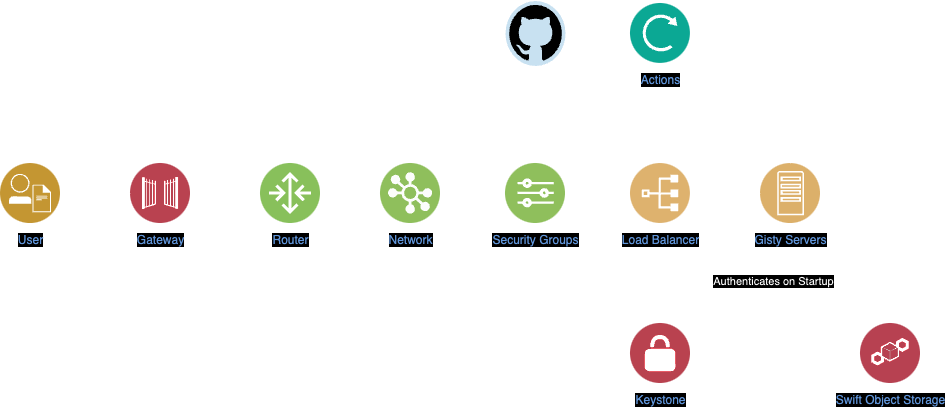 Actions
User
Gateway
Router
Network
Security Groups
Load Balancer
Gisty Servers
Authenticates on Startup
Keystone
Swift Object Storage